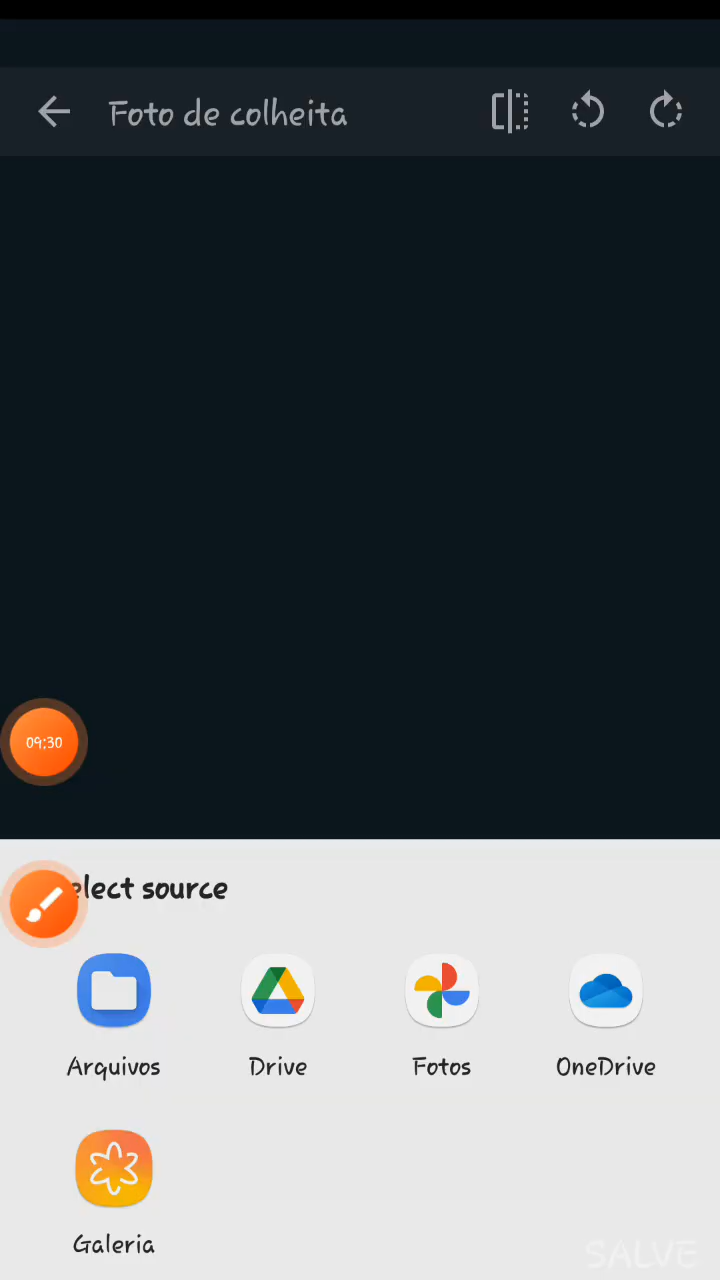 Foto de colheita
09:30
elect source
Arquivos
Drive
Fotos
OneDrive
Galeria
SALVE